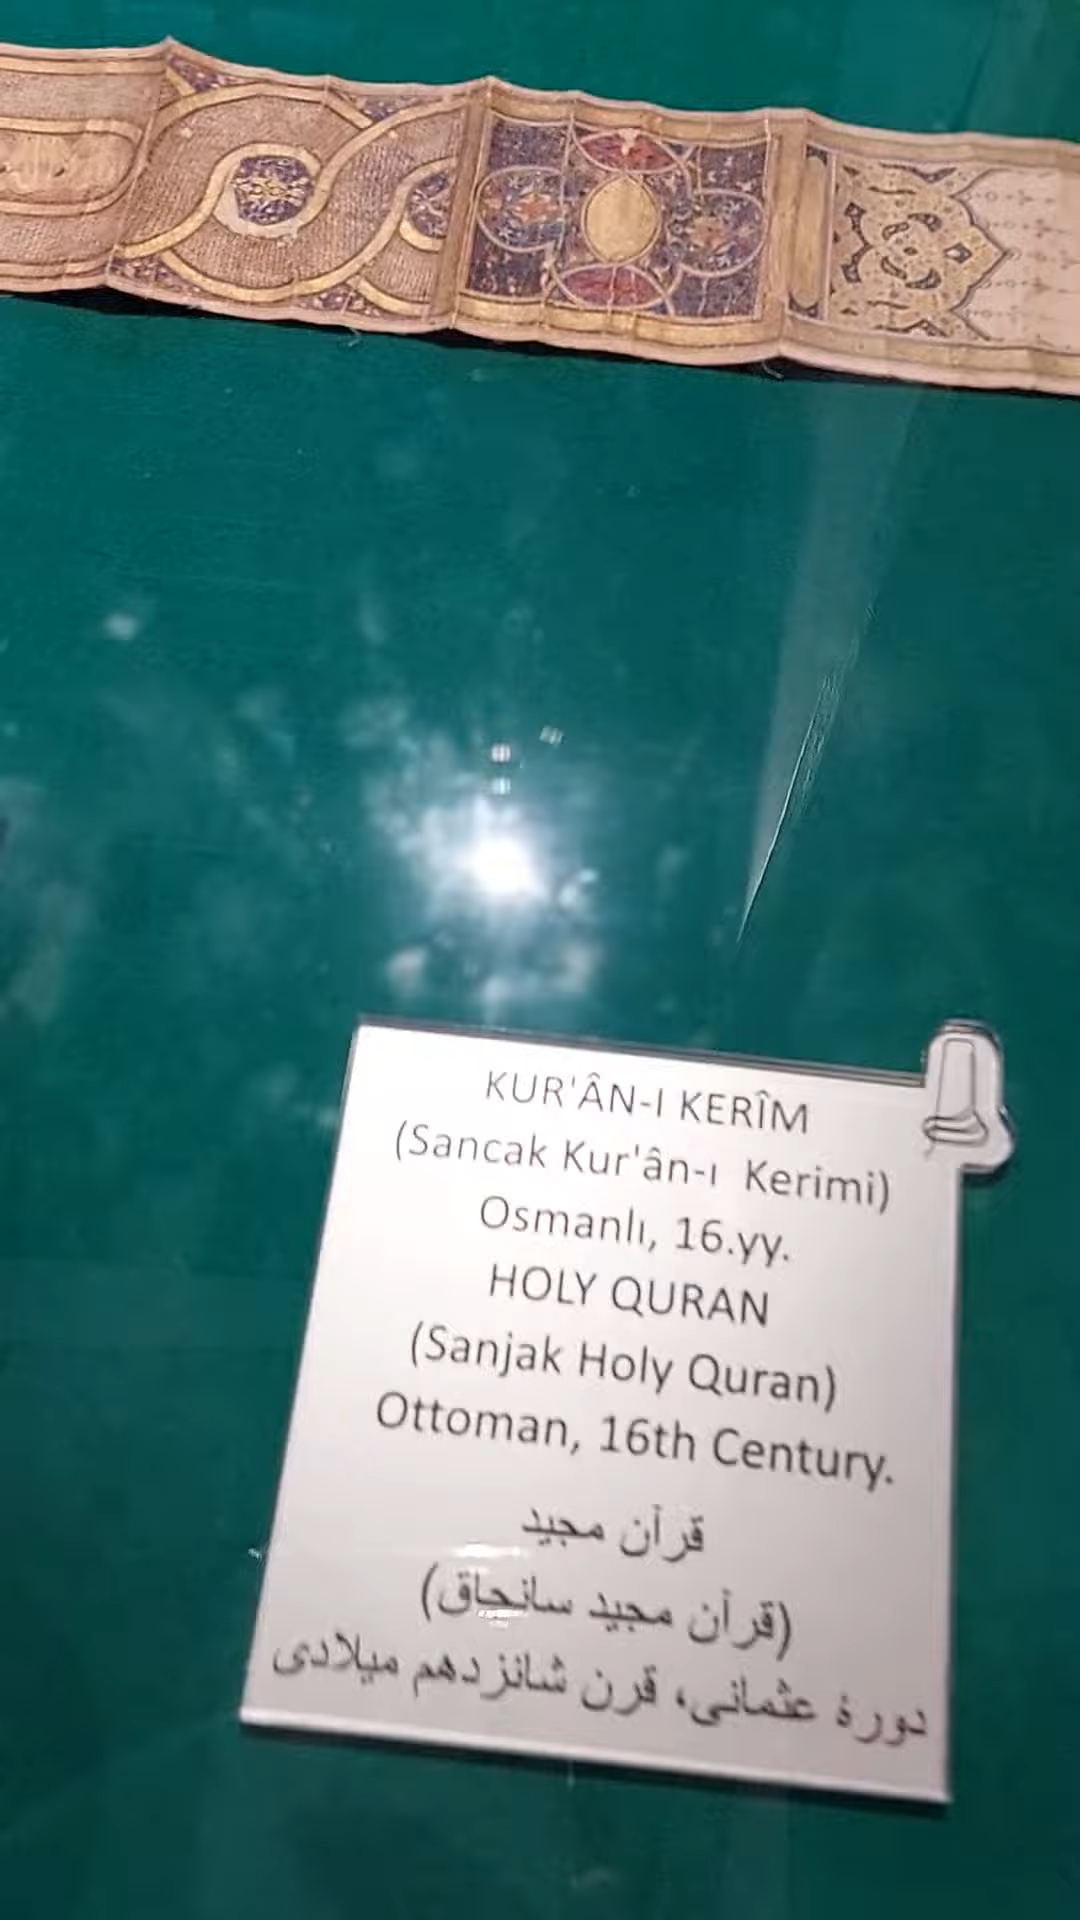 KUR'ÂN-I KERÎM
(Sancak Kur'ân-ı Kerimi)
Osmanlı, 16.yy.
HOLY QURAN
(Sanjak Holy Quran)
Ottoman, 16th Century.
قرآن مجید
(قرآن مجید سانجاق)
دورۀ عثمانی، قرن شانزدهم میلادی